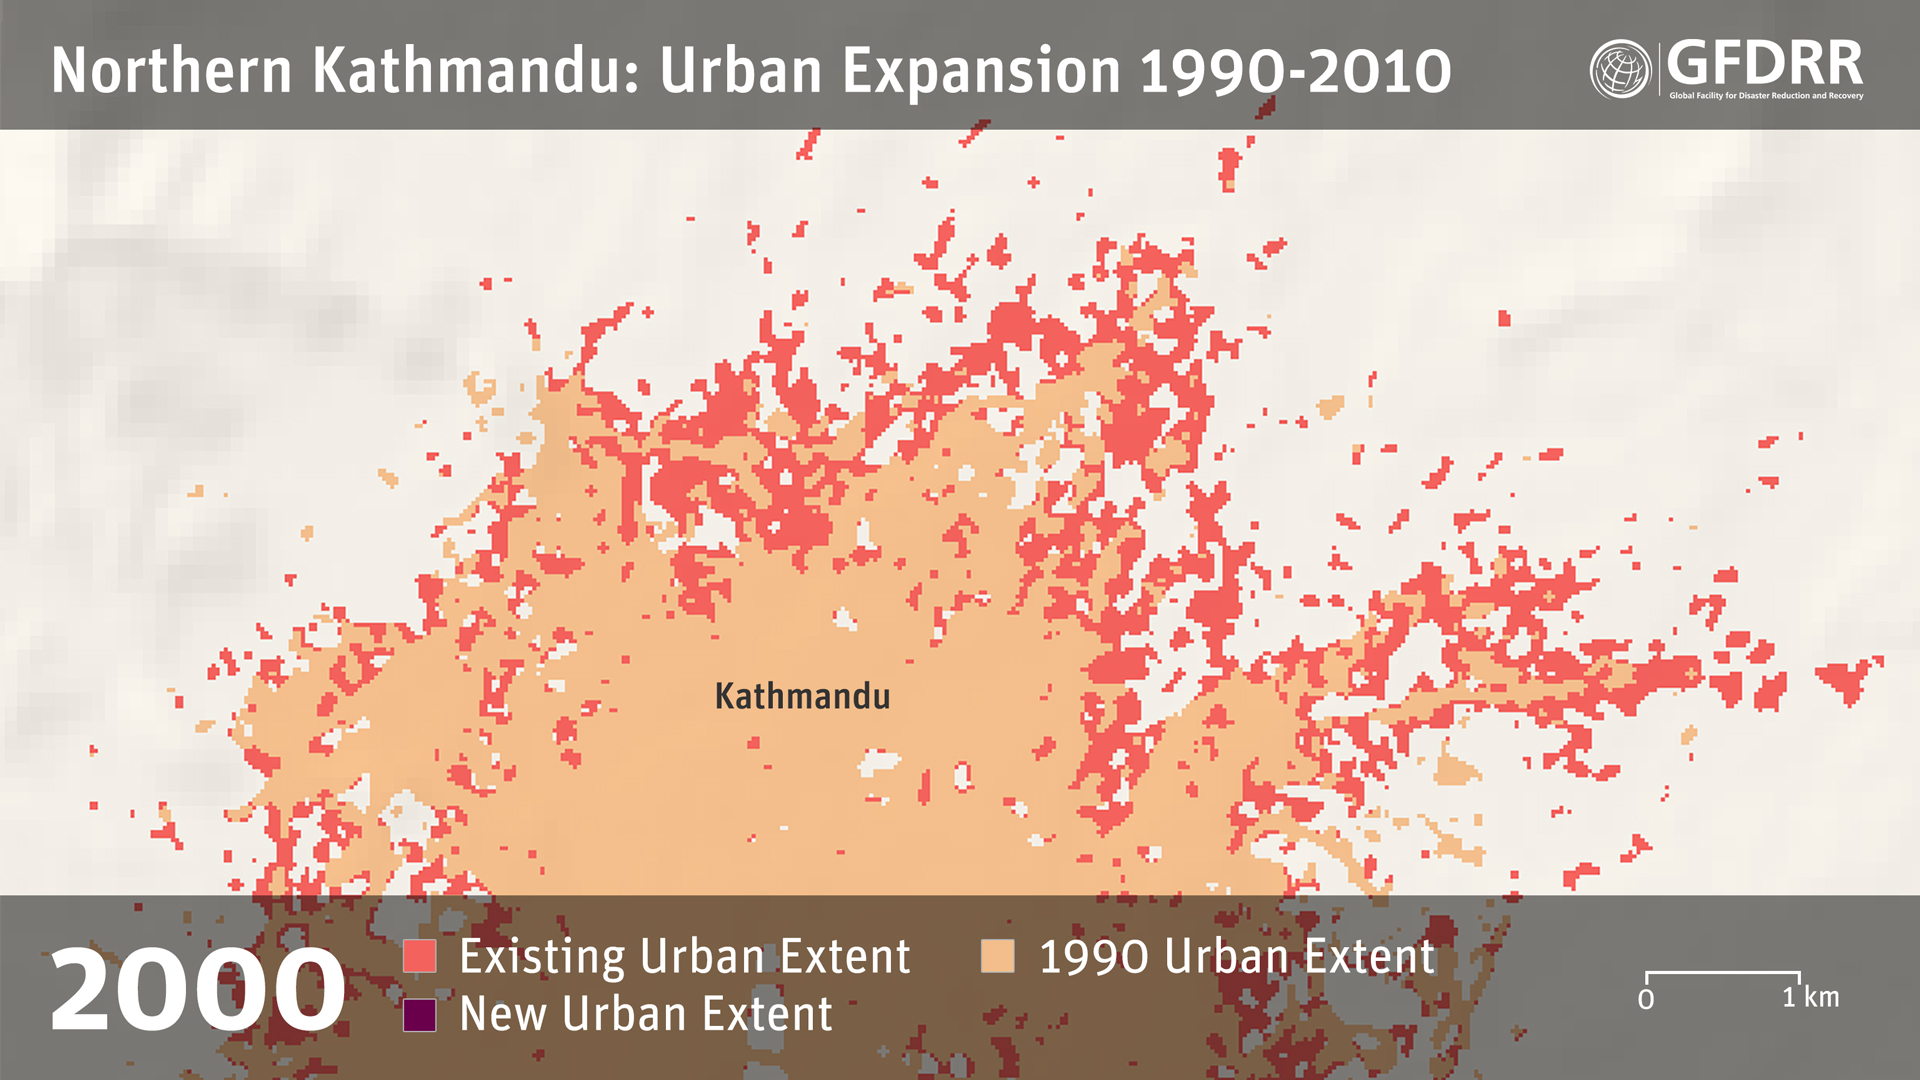 Northern Kathmandu: Urban Expansion 1990-2010
GFDRR
Global Facility for Disaster Reduction and Recovery
Kathmandu
2000
Existing Urban Extent
1990 Urban Extent
New Urban Extent
0 1 km